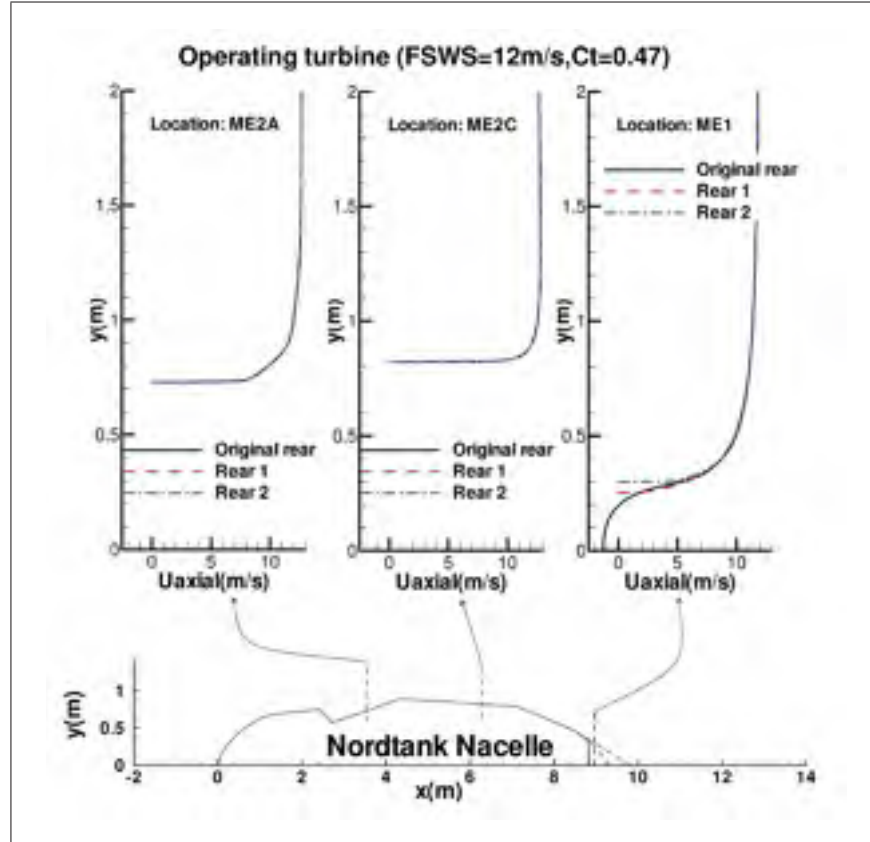 Operating turbine (FSWS=12m/s,Ct=0.47)
2
1.5
1
0.5
0
y(m)
Location: ME2A
Original rear
Rear 1
Rear 2
0 5 10
Uaxial(m/s)
2
1.5
1
0.5
0
y(m)
Location: ME2C
Original rear
Rear 1
Rear 2
0 5 10
Uaxial(m/s)
2
1.5
1
0.5
0
y(m)
Location: ME1
Original rear
Rear 1
Rear 2
0 5 10
Uaxial(m/s)
1
0.5
0
y(m)
Nordtank Nacelle
-2 0 2 4 6 8 10 12 14
x(m)